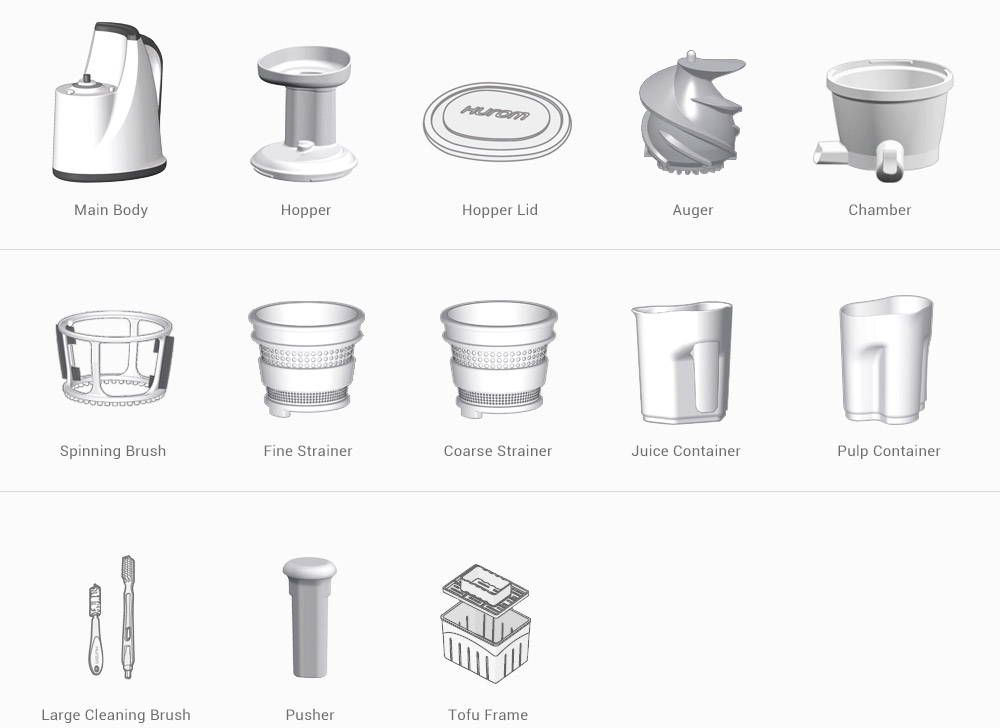 Hurom
Main Body
Hopper
Hopper Lid
Auger
Chamber
Spinning Brush
Fine Strainer
Coarse Strainer
Juice Container
Pulp Container
Large Cleaning Brush
Pusher
Tofu Frame